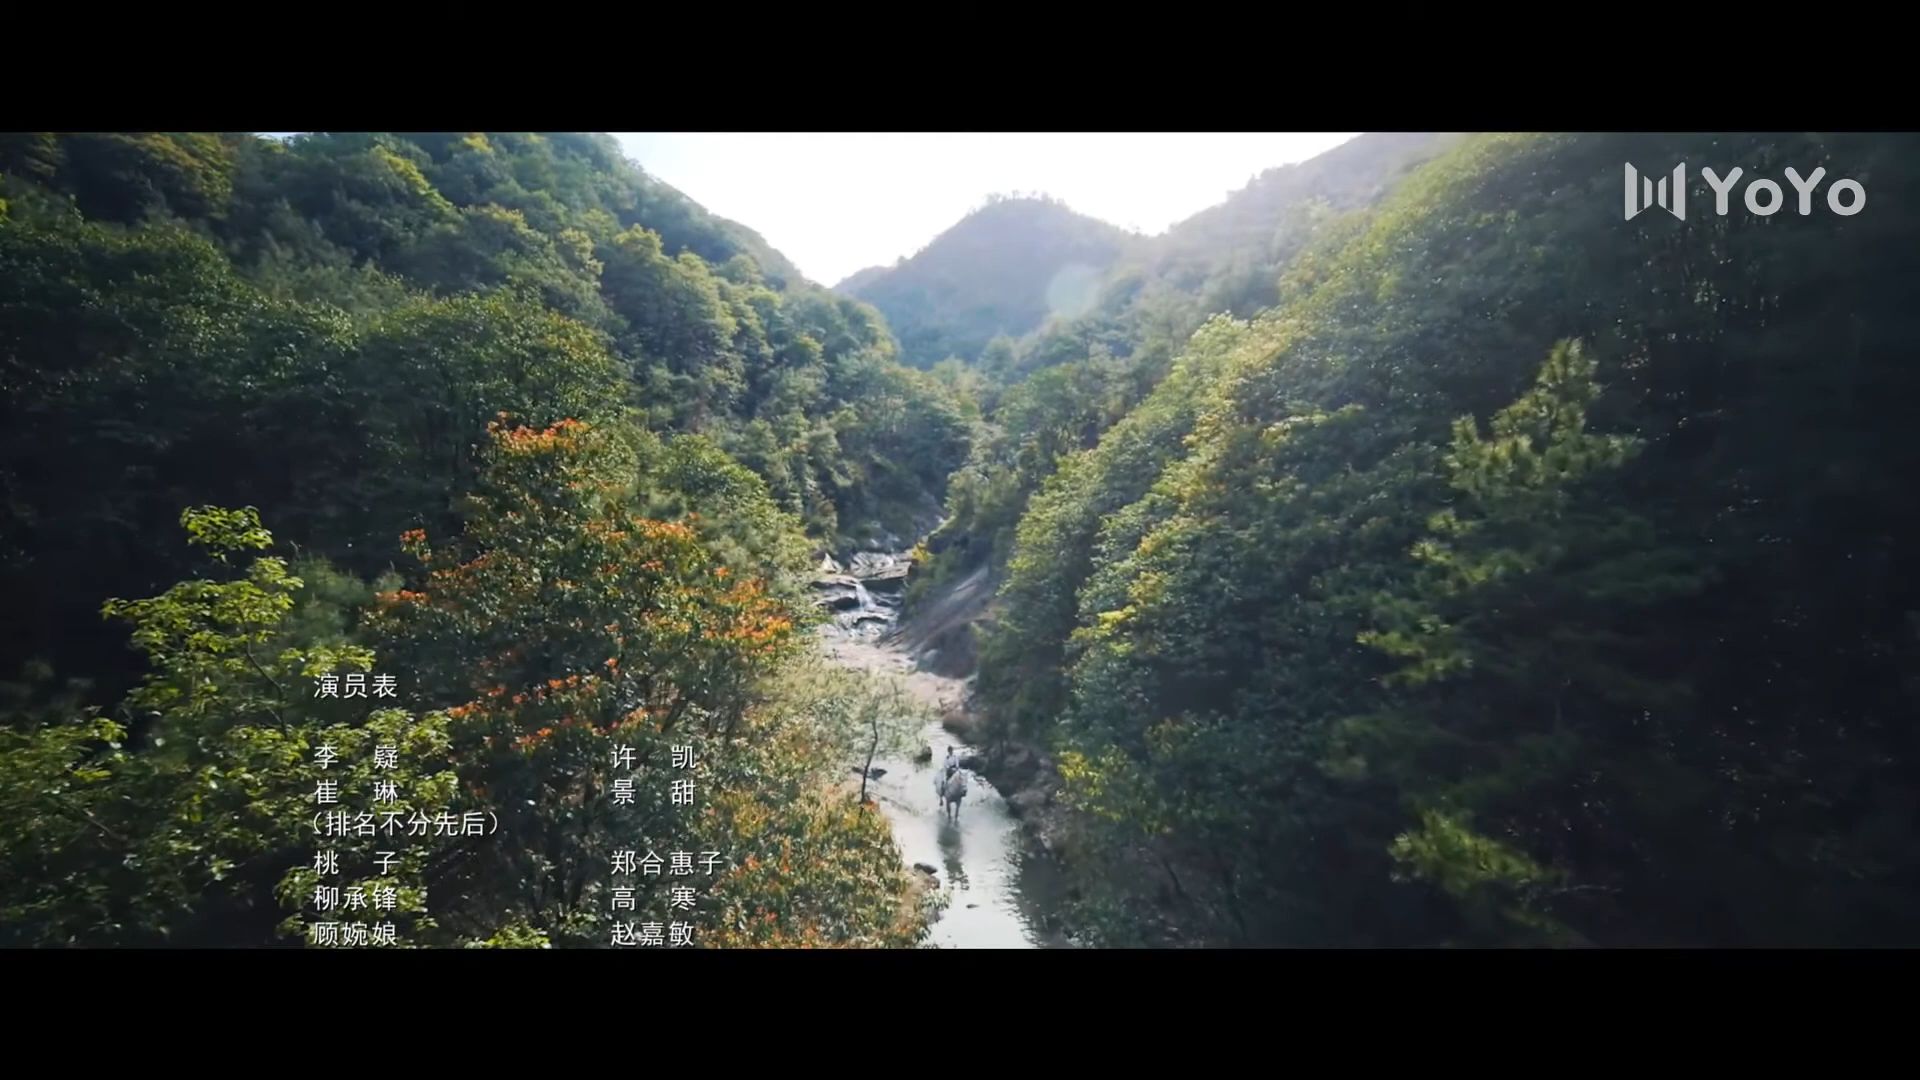 YoYo
演员表
李疑 许凯
崔琳 景甜
（排名不分先后）
桃子 郑合惠子
柳承锋 高寒
顾婉娘 赵嘉敏